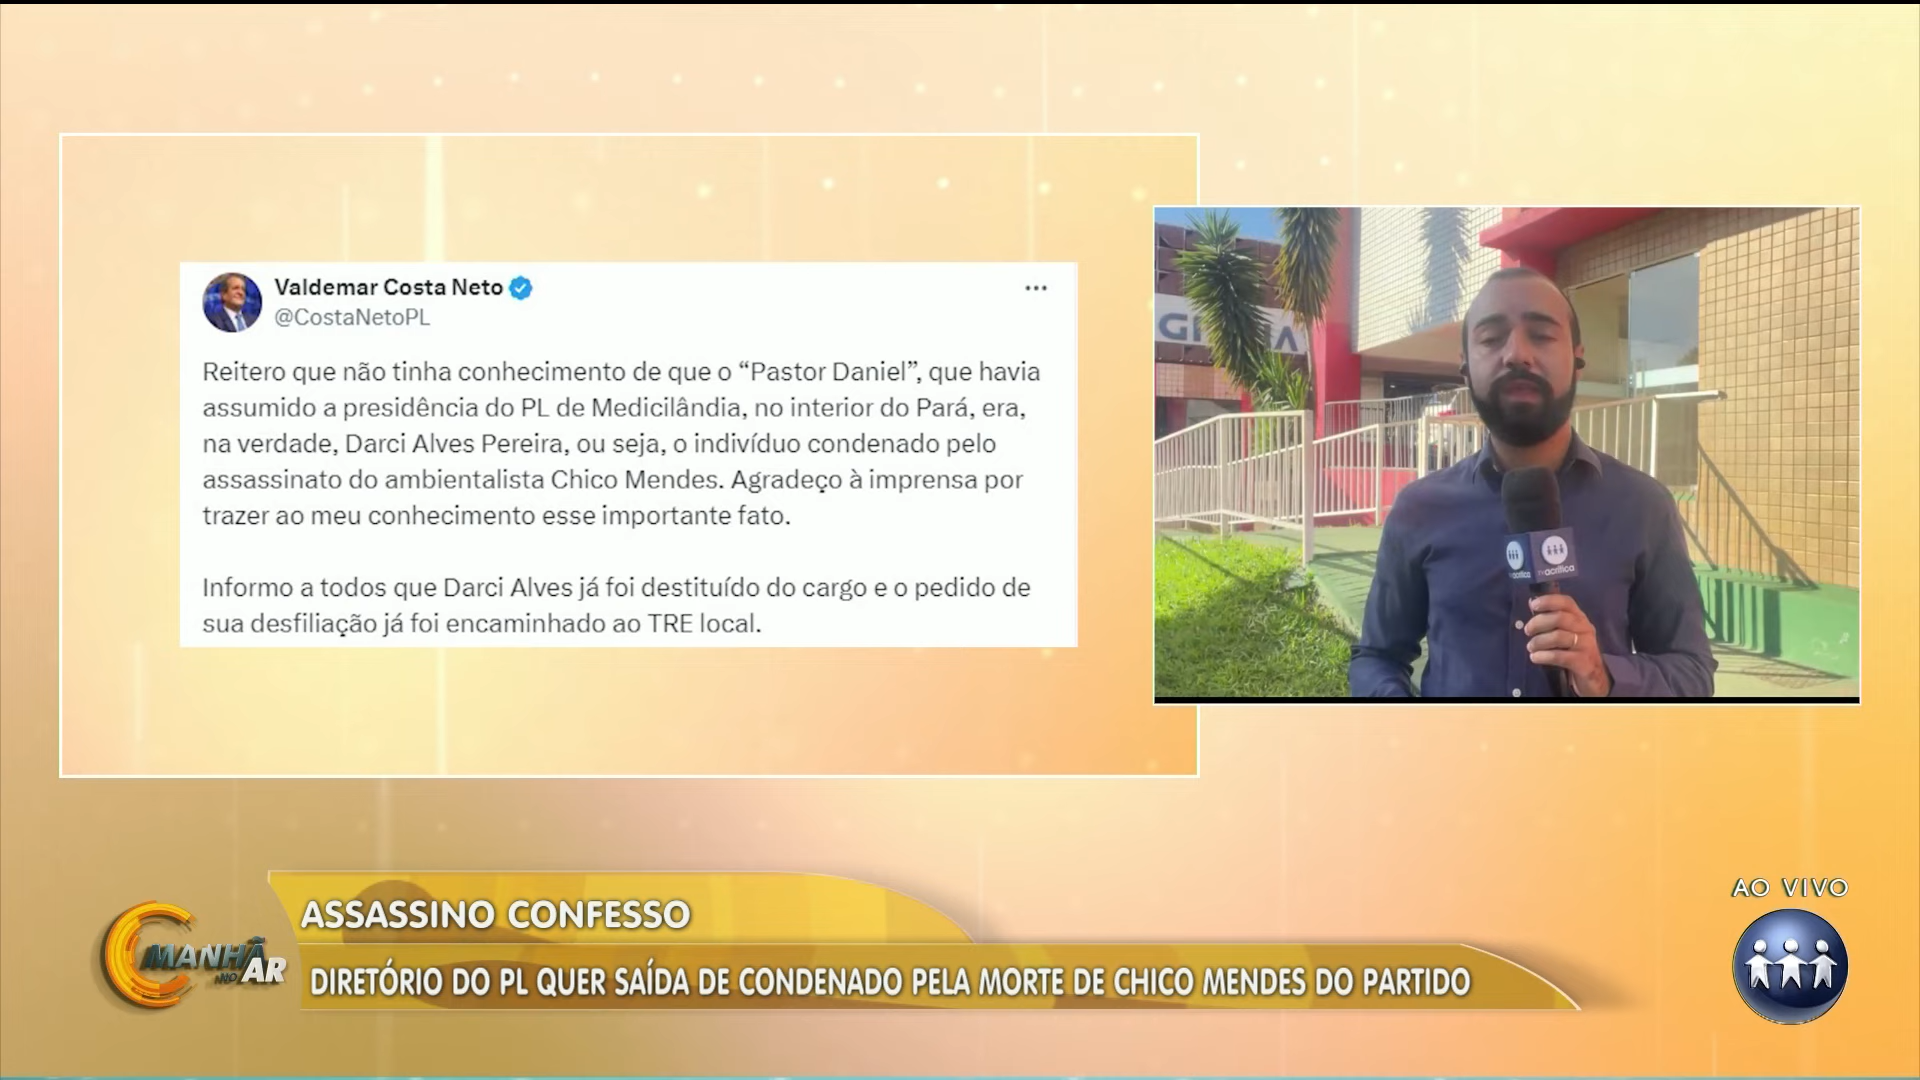 Valdemar Costa Neto
@CostaNetoPL
Reitero que não tinha conhecimento de que o “Pastor Daniel”, que havia
assumido a presidência do PL de Medicilândia, no interior do Pará, era,
na verdade, Darci Alves Pereira, ou seja, o indivíduo condenado pelo
assassinato do ambientalista Chico Mendes. Agradeço à imprensa por
trazer ao meu conhecimento esse importante fato.
Informo a todos que Darci Alves já foi destituído do cargo e o pedido de
sua desfiliação já foi encaminhado ao TRE local.
acrítica
acrítica
ASSASSINO CONFESSO
MANHÃ
NO AR
DIRETÓRIO DO PL QUER SAÍDA DE CONDENADO PELA MORTE DE CHICO MENDES DO PARTIDO
AO VIVO